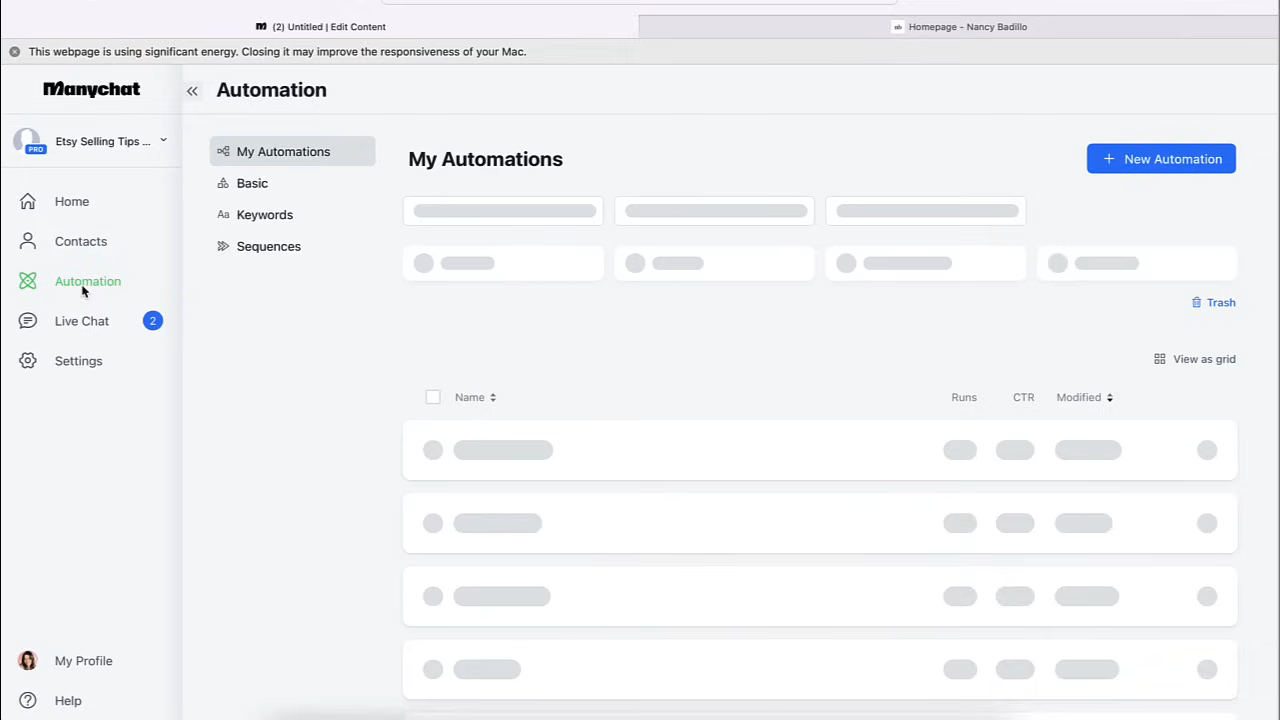 (2) Untitled | Edit Content
Homepage - Nancy Badillo
This webpage is using significant energy. Closing it may improve the responsiveness of your Mac.
Manychat
Automation
Etsy Selling Tips ...
PRO
Home
Contacts
Automation
Live Chat
2
Settings
My Profile
Help
My Automations
Basic
Aa Keywords
Sequences
My Automations
+ New Automation
Trash
View as grid
Name Runs CTR Modified